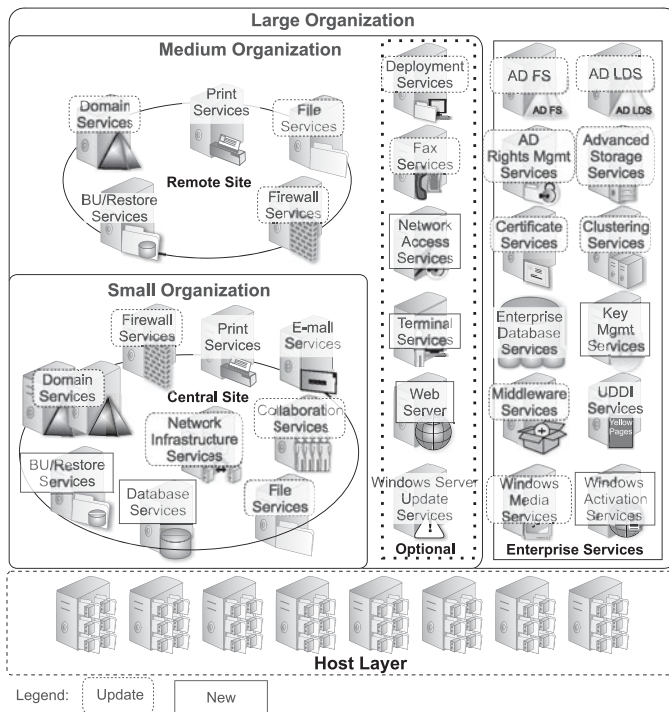 Large Organization
Medium Organization
Domain
Services
Print
Services
File
Services
BU/Restore
Services
Remote Site
Firewall
Services
Small Organization
Firewall
Services
Print
Services
E-mail
Services
Domain
Services
Central Site
Network
Infrastructure
Services
Collaboration
Services
BU/Restore
Services
Database
Services
File
Services
Deployment
Services
Fax
Services
Network
Access
Services
Terminal
Services
Web
Server
Windows Server
Update
Services
Optional
AD FS
AD FS
AD LDS
AD LDS
AD
Rights Mgmt
Services
Advanced
Storage
Services
Certificate
Services
Clustering
Services
Enterprise
Database
Services
Key
Mgmt
Services
Middleware
Services
UDDI
Services
Yellow
Pages
Windows
Media
Services
Windows
Activation
Services
Enterprise Services
Host Layer
Legend:
Update
New